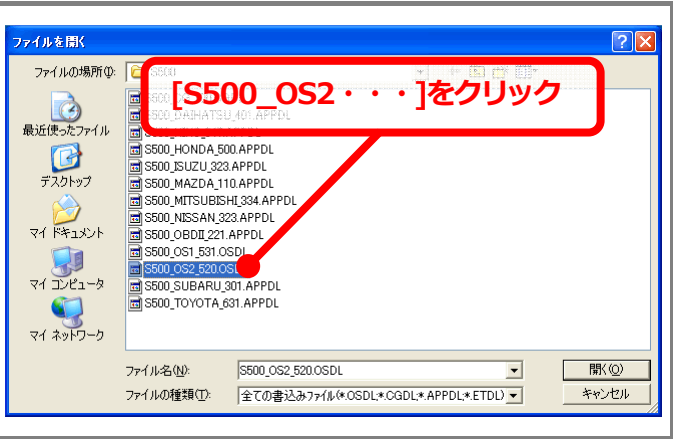 ファイルを開く
ファイルの場所(I):
S500
[S500_OS2・・・]をクリック
S500_DAIHATSU_401.APPDL
S500_HONDA_500.APPDL
S500_ISUZU_323.APPDL
S500_MAZDA_110.APPDL
S500_MITSUBISHI_334.APPDL
S500_NISSAN_323.APPDL
S500_OBDII_221.APPDL
S500_OS1_531.OSDL
S500_OS2_520.OSDL
S500_SUBARU_301.APPDL
S500_TOYOTA_631.APPDL
最近使ったファイル
デスクトップ
マイ ドキュメント
マイ コンピュータ
マイ ネットワーク
ファイル名(N):
S500_OS2_520.OSDL
開く(O)
ファイルの種類(T):
全ての書込みファイル(*.OSDL;*.CGDL;*.APPDL;*.ETDL)
キャンセル